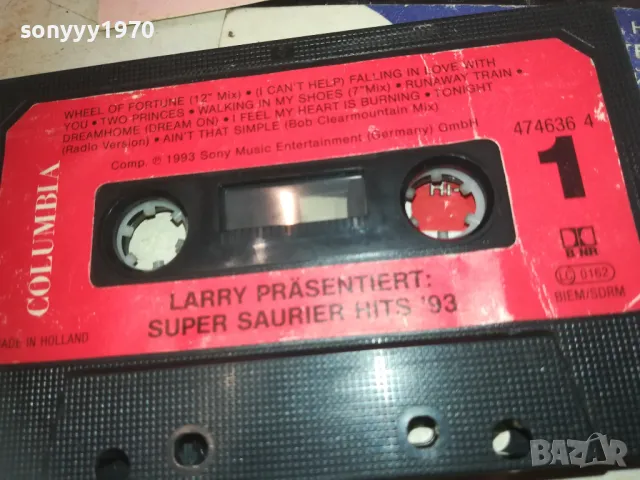 sonyyy1970
WHEEL OF FORTUNE (12" Mix) • (I CAN'T HELP) FALLING IN LOVE WITH
YOU • TWO PRINCES • WALKING IN MY SHOES (7"Mix) • RUNAWAY TRAIN •
DREAMHOME (DREAM ON) • I FEEL MY HEART IS BURNING • TONIGHT
(Radio Version) • AIN'T THAT SIMPLE (Bob Clearmountain Mix)
Comp. ℗ 1993 Sony Music Entertainment (Germany) GmbH
474636 4
1
COLUMBIA
B NR
LC 0162
BIEM/SDRM
LARRY PRÄSENTIERT:
SUPER SAURIER HITS '93
MADE IN HOLLAND
BAZAR